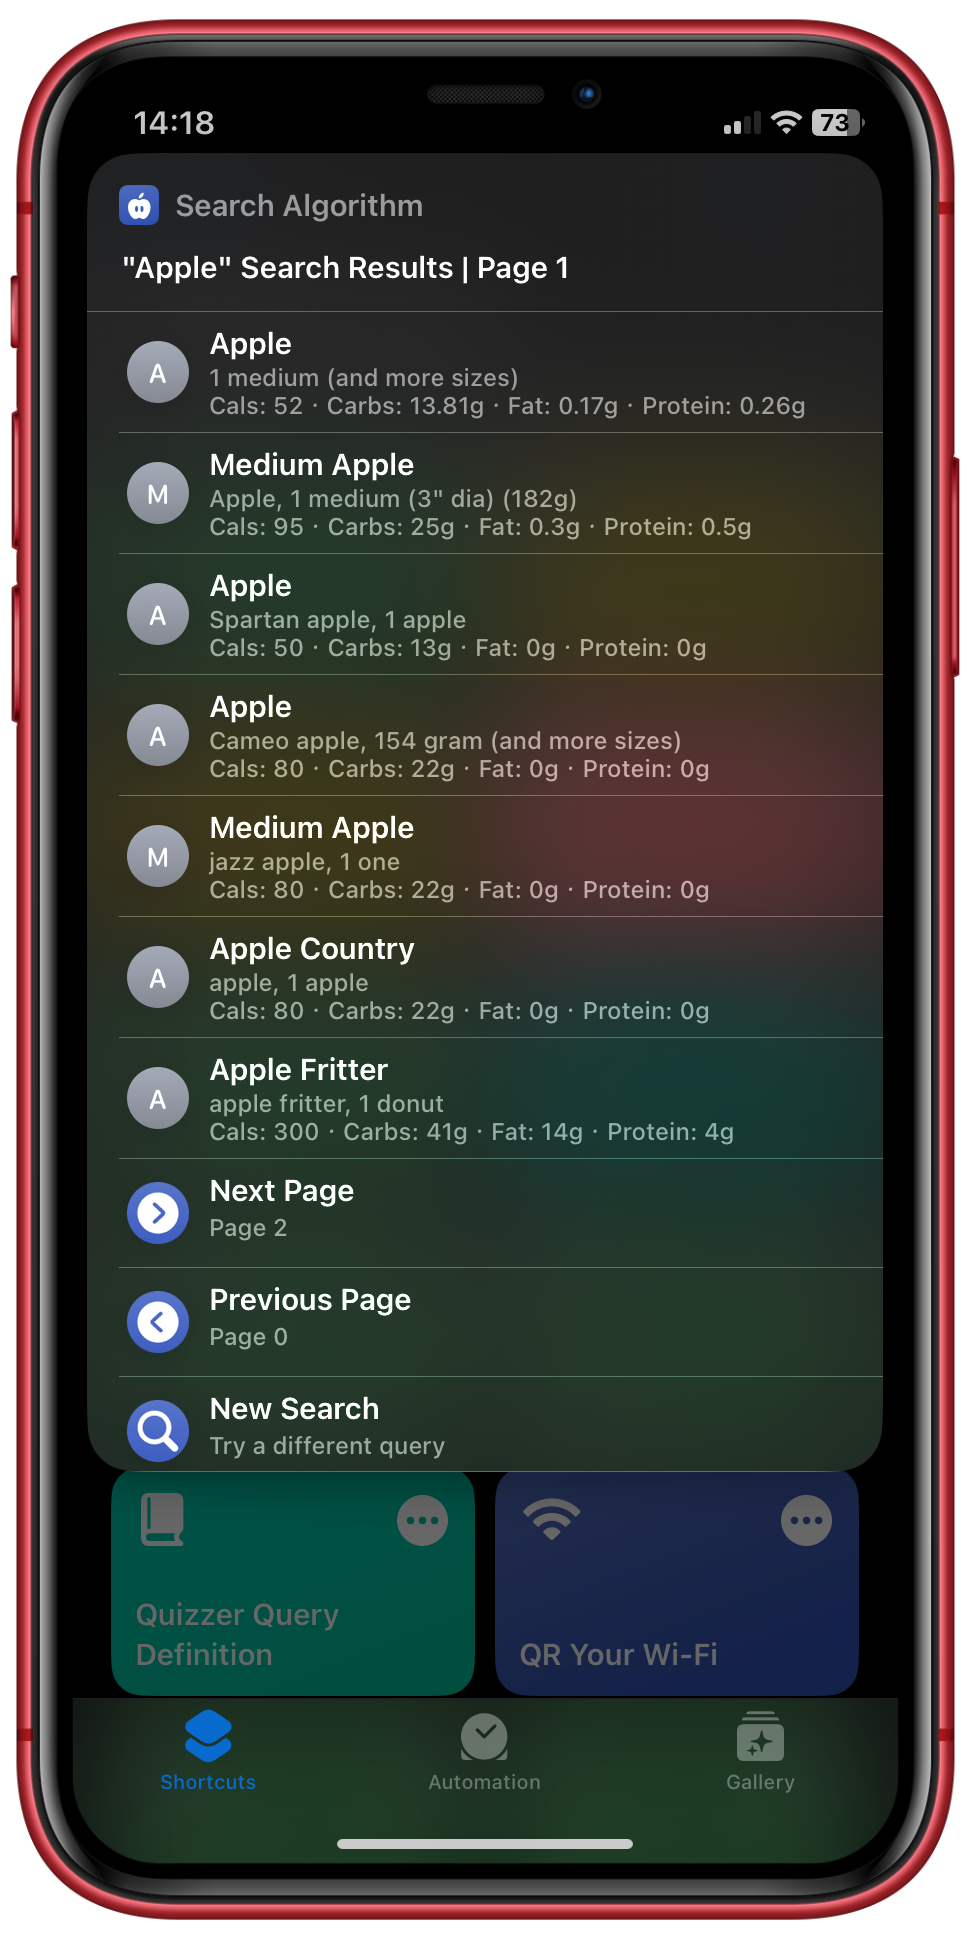 14:18
73
Search Algorithm
"Apple" Search Results | Page 1
A
Apple
1 medium (and more sizes)
Cals: 52 · Carbs: 13.81g · Fat: 0.17g · Protein: 0.26g
M
Medium Apple
Apple, 1 medium (3" dia) (182g)
Cals: 95 · Carbs: 25g · Fat: 0.3g · Protein: 0.5g
A
Apple
Spartan apple, 1 apple
Cals: 50 · Carbs: 13g · Fat: 0g · Protein: 0g
A
Apple
Cameo apple, 154 gram (and more sizes)
Cals: 80 · Carbs: 22g · Fat: 0g · Protein: 0g
M
Medium Apple
jazz apple, 1 one
Cals: 80 · Carbs: 22g · Fat: 0g · Protein: 0g
A
Apple Country
apple, 1 apple
Cals: 80 · Carbs: 22g · Fat: 0g · Protein: 0g
A
Apple Fritter
apple fritter, 1 donut
Cals: 300 · Carbs: 41g · Fat: 14g · Protein: 4g
Next Page
Page 2
Previous Page
Page 0
New Search
Try a different query
Quizzer Query
Definition
QR Your Wi-Fi
Shortcuts
Automation
Gallery